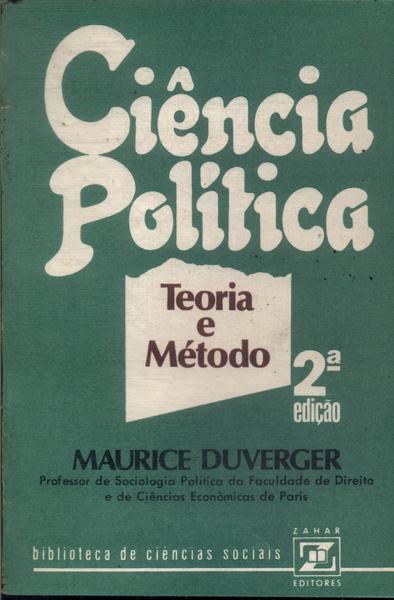 Ciência
Política
Teoria
e
Método
2ª
edição
MAURICE DUVERGER
Professor de Sociologia Política da Faculdade de Direito
e de Ciências Econômicas de Paris
biblioteca de ciências sociais
ZAHAR
EDITORES